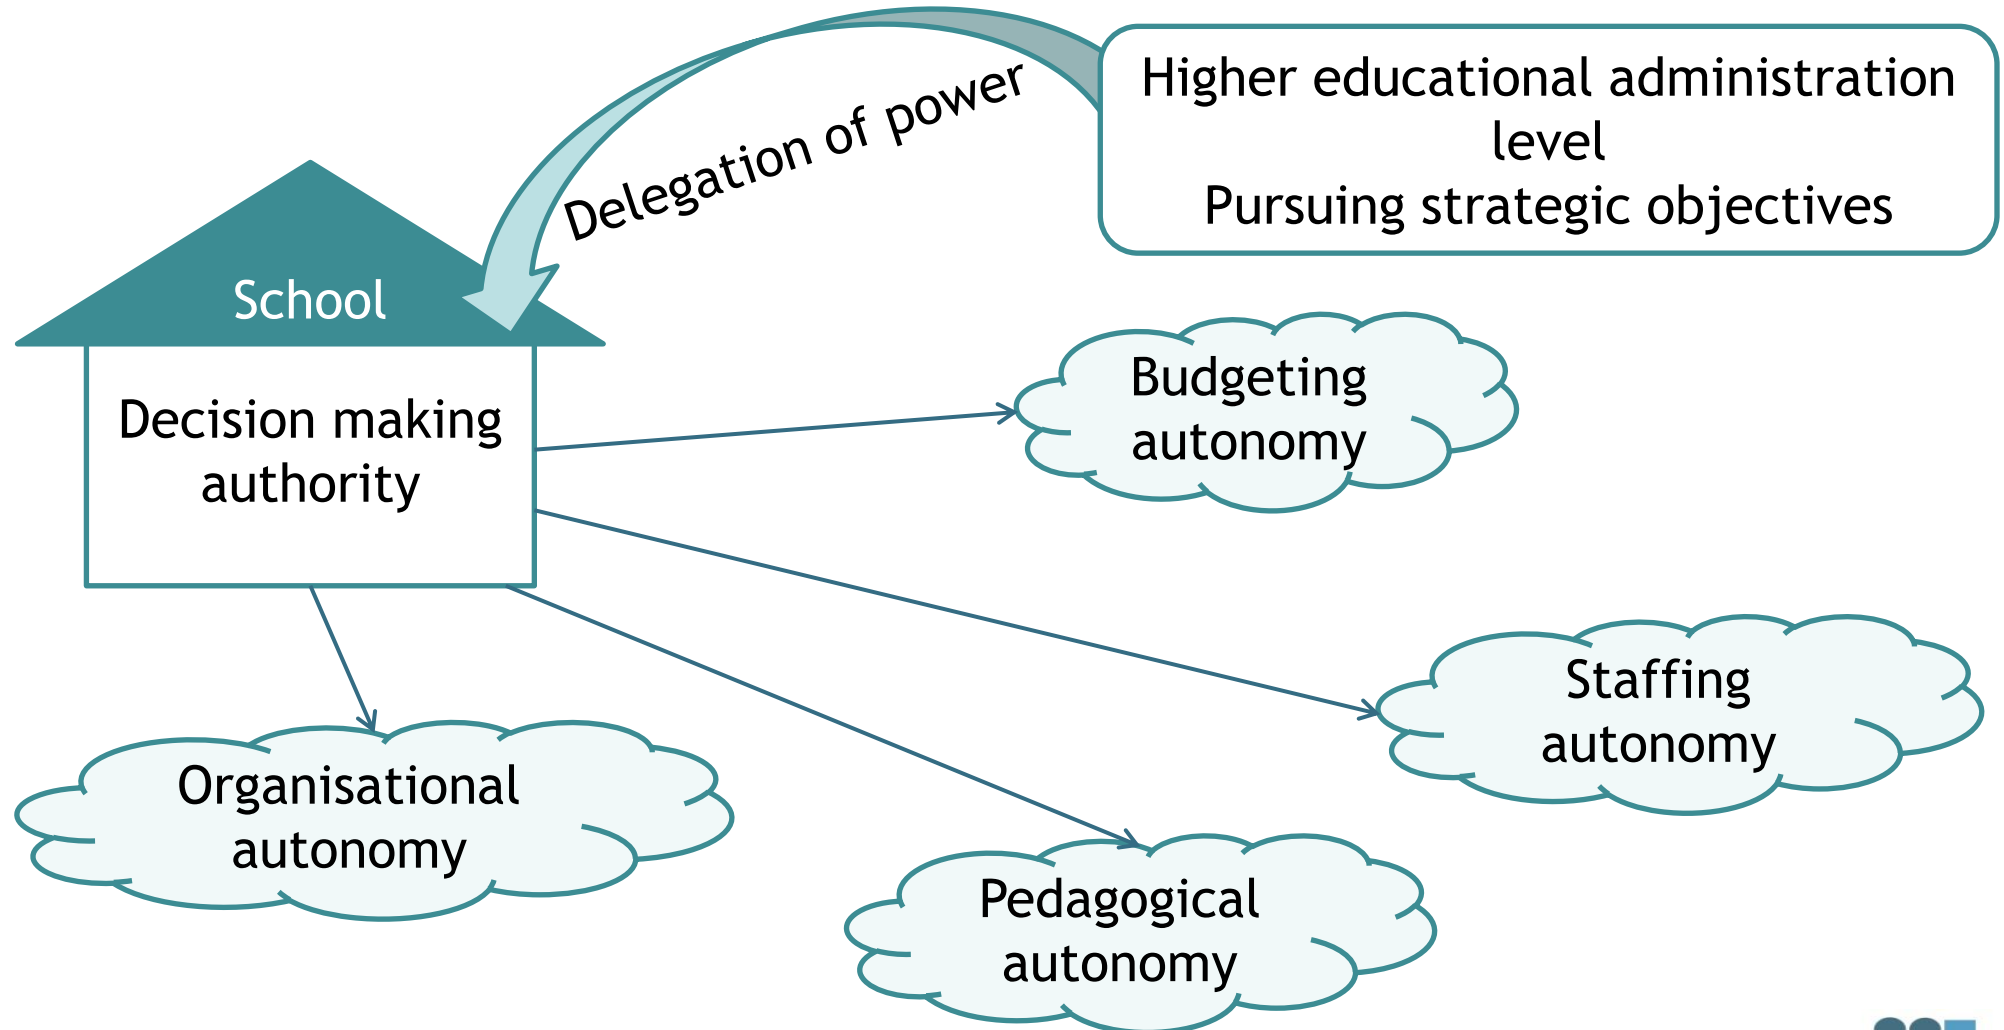 Delegation of power
Higher educational administration
level
Pursuing strategic objectives
School
Decision making
authority
Budgeting
autonomy
Staffing
autonomy
Organisational
autonomy
Pedagogical
autonomy